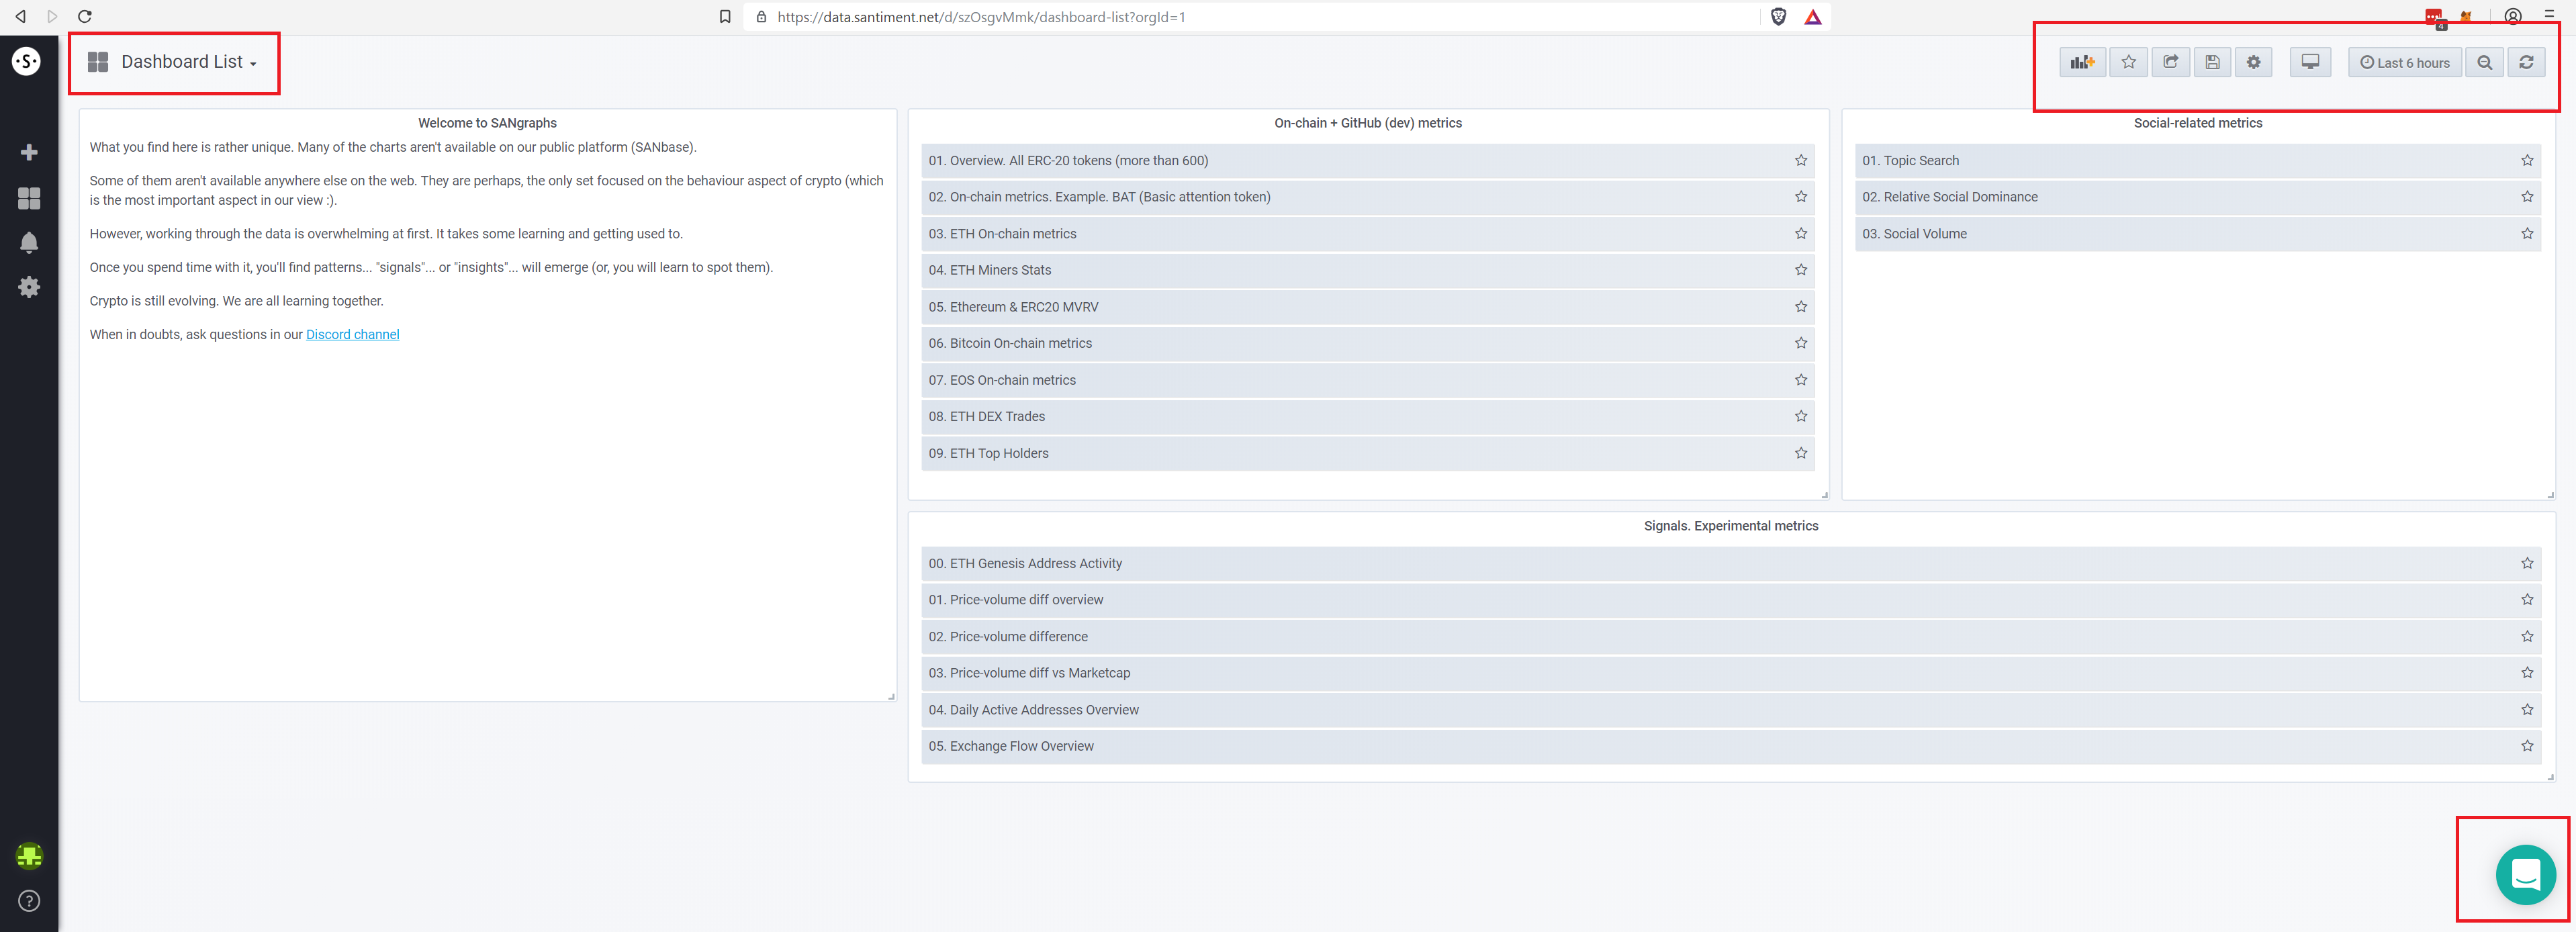 https://data.santiment.net/d/szOsgvMmk/dashboard-list?orgId=1
4
·S·
Dashboard List
Last 6 hours
Welcome to SANgraphs
What you find here is rather unique. Many of the charts aren't available on our public platform (SANbase).
Some of them aren't available anywhere else on the web. They are perhaps, the only set focused on the behaviour aspect of crypto (which
is the most important aspect in our view :).
However, working through the data is overwhelming at first. It takes some learning and getting used to.
Once you spend time with it, you'll find patterns... "signals"... or "insights"... will emerge (or, you will learn to spot them).
Crypto is still evolving. We are all learning together.
When in doubts, ask questions in our Discord channel
On-chain + GitHub (dev) metrics
01. Overview. All ERC-20 tokens (more than 600)
02. On-chain metrics. Example. BAT (Basic attention token)
03. ETH On-chain metrics
04. ETH Miners Stats
05. Ethereum & ERC20 MVRV
06. Bitcoin On-chain metrics
07. EOS On-chain metrics
08. ETH DEX Trades
09. ETH Top Holders
Social-related metrics
01. Topic Search
02. Relative Social Dominance
03. Social Volume
Signals. Experimental metrics
00. ETH Genesis Address Activity
01. Price-volume diff overview
02. Price-volume difference
03. Price-volume diff vs Marketcap
04. Daily Active Addresses Overview
05. Exchange Flow Overview